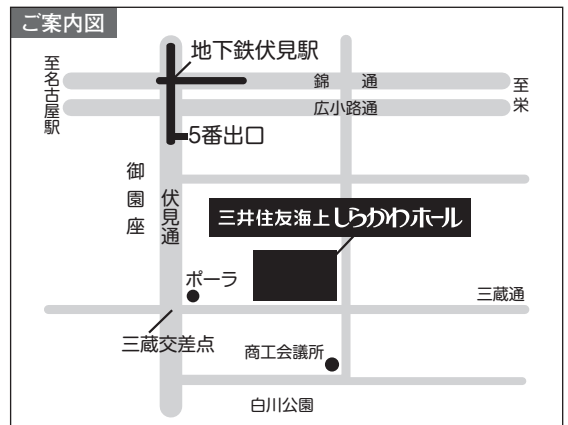 ご案内図
地下鉄伏見駅
至名古屋駅
錦通
至栄
広小路通
5番出口
御園座
伏見通
三井住友海上しらかわホール
ポーラ
三蔵通
三蔵交差点
商工会議所
白川公園